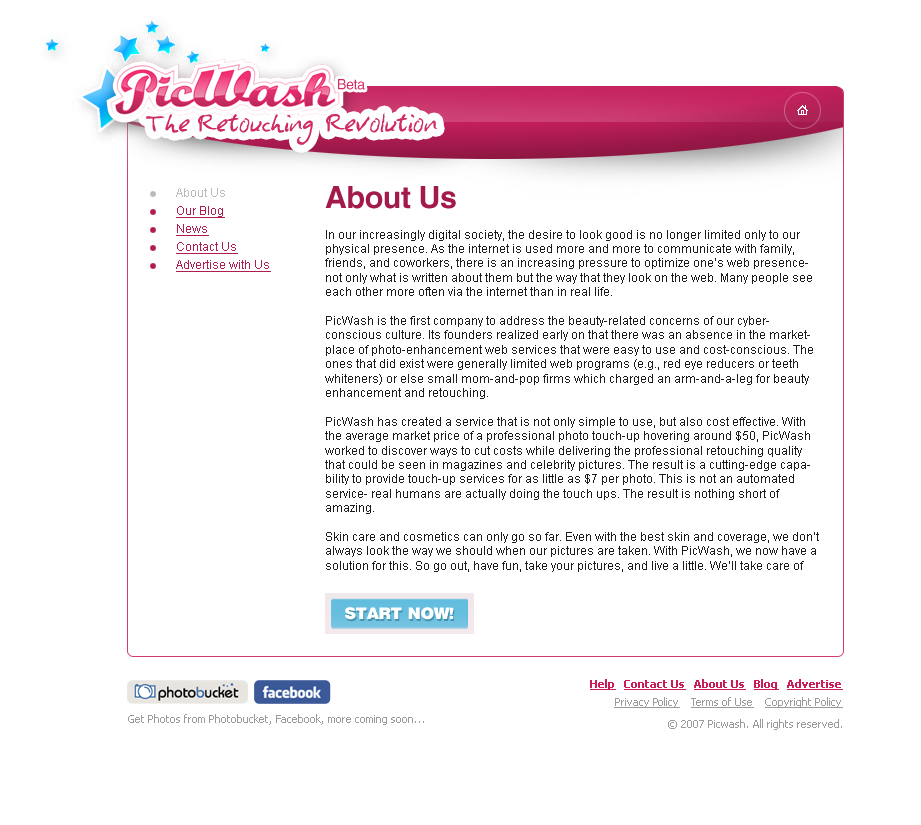 PicWash Beta
The Retouching Revolution
About Us
Our Blog
News
Contact Us
Advertise with Us
About Us
In our increasingly digital society, the desire to look good is no longer limited only to our
physical presence. As the internet is used more and more to communicate with family,
friends, and coworkers, there is an increasing pressure to optimize one's web presence-
not only what is written about them but the way that they look on the web. Many people see
each other more often via the internet than in real life.
PicWash is the first company to address the beauty-related concerns of our cyber-
conscious culture. Its founders realized early on that there was an absence in the market-
place of photo-enhancement web services that were easy to use and cost-conscious. The
ones that did exist were generally limited web programs (e.g., red eye reducers or teeth
whiteners) or else small mom-and-pop firms which charged an arm-and-a-leg for beauty
enhancement and retouching.
PicWash has created a service that is not only simple to use, but also cost effective. With
the average market price of a professional photo touch-up hovering around $50, PicWash
worked to discover ways to cut costs while delivering the professional retouching quality
that could be seen in magazines and celebrity pictures. The result is a cutting-edge capa-
bility to provide touch-up services for as little as $7 per photo. This is not an automated
service- real humans are actually doing the touch ups. The result is nothing short of
amazing.
Skin care and cosmetics can only go so far. Even with the best skin and coverage, we don't
always look the way we should when our pictures are taken. With PicWash, we now have a
solution for this. So go out, have fun, take your pictures, and live a little. We'll take care of
START NOW!
photobucket facebook
Get Photos from Photobucket, Facebook, more coming soon...
Help Contact Us About Us Blog Advertise
Privacy Policy Terms of Use Copyright Policy
© 2007 Picwash. All rights reserved.